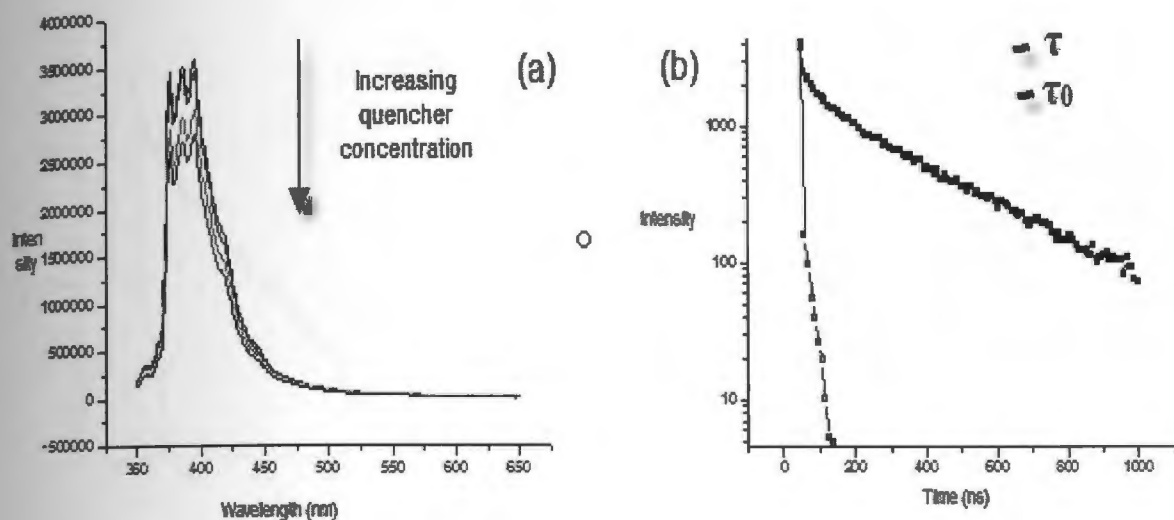 4000000
3500000
3000000
2500000
2000000
1500000
1000000
500000
0
-500000
Inten
sity
350
400
450
500
550
600
650
Wavelength (nm)
(a)
Increasing
quencher
concentration
(b)
τ
τ0
1000
100
10
Intensity
0
200
400
600
800
1000
Time (ns)